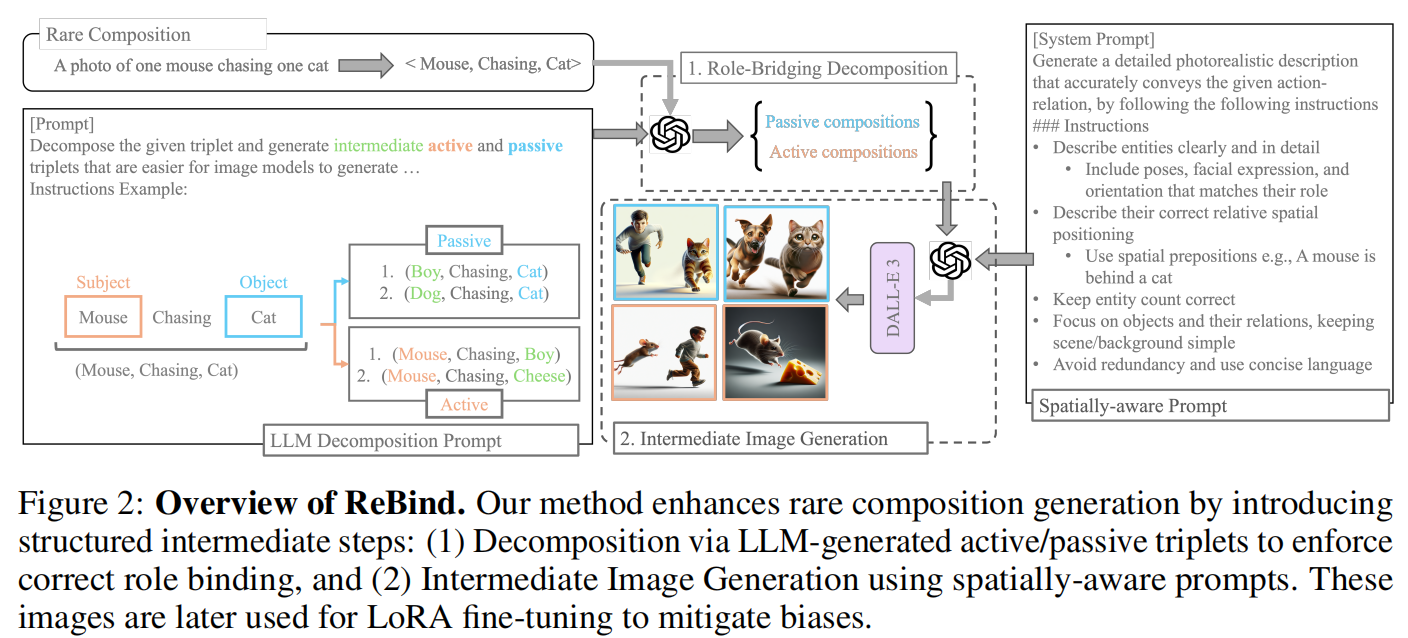 Rare Composition
A photo of one mouse chasing one cat
< Mouse, Chasing, Cat>
[Prompt]
Decompose the given triplet and generate intermediate active and passive
triplets that are easier for image models to generate …
Instructions Example:
Subject
Mouse
Chasing
Object
Cat
(Mouse, Chasing, Cat)
Passive
1. (Boy, Chasing, Cat)
2. (Dog, Chasing, Cat)
1. (Mouse, Chasing, Boy)
2. (Mouse, Chasing, Cheese)
Active
LLM Decomposition Prompt
1. Role-Bridging Decomposition
Passive compositions
Active compositions
DALL-E 3
2. Intermediate Image Generation
[System Prompt]
Generate a detailed photorealistic description
that accurately conveys the given action-
relation, by following the following instructions
### Instructions
• Describe entities clearly and in detail
• Include poses, facial expression, and
orientation that matches their role
• Describe their correct relative spatial
positioning
• Use spatial prepositions e.g., A mouse is
behind a cat
• Keep entity count correct
• Focus on objects and their relations, keeping
scene/background simple
• Avoid redundancy and use concise language
Spatially-aware Prompt
Figure 2: Overview of ReBind. Our method enhances rare composition generation by introducing
structured intermediate steps: (1) Decomposition via LLM-generated active/passive triplets to enforce
correct role binding, and (2) Intermediate Image Generation using spatially-aware prompts. These
images are later used for LoRA fine-tuning to mitigate biases.